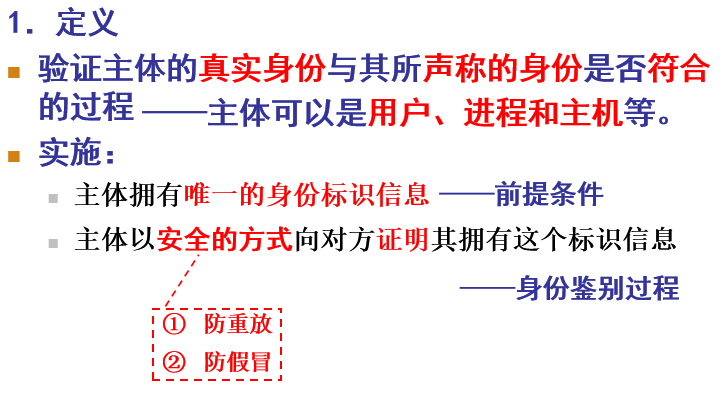 1．定义
验证主体的真实身份与其所声称的身份是否符合
的过程 ——主体可以是用户、进程和主机等。
实施：
主体拥有唯一的身份标识信息 ——前提条件
主体以安全的方式向对方证明其拥有这个标识信息
——身份鉴别过程
① 防重放
② 防假冒